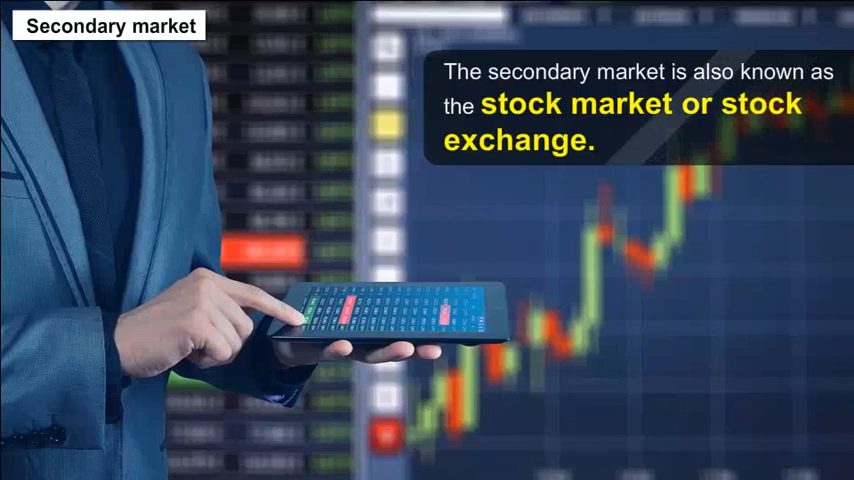 Secondary market
The secondary market is also known as
the stock market or stock
exchange.